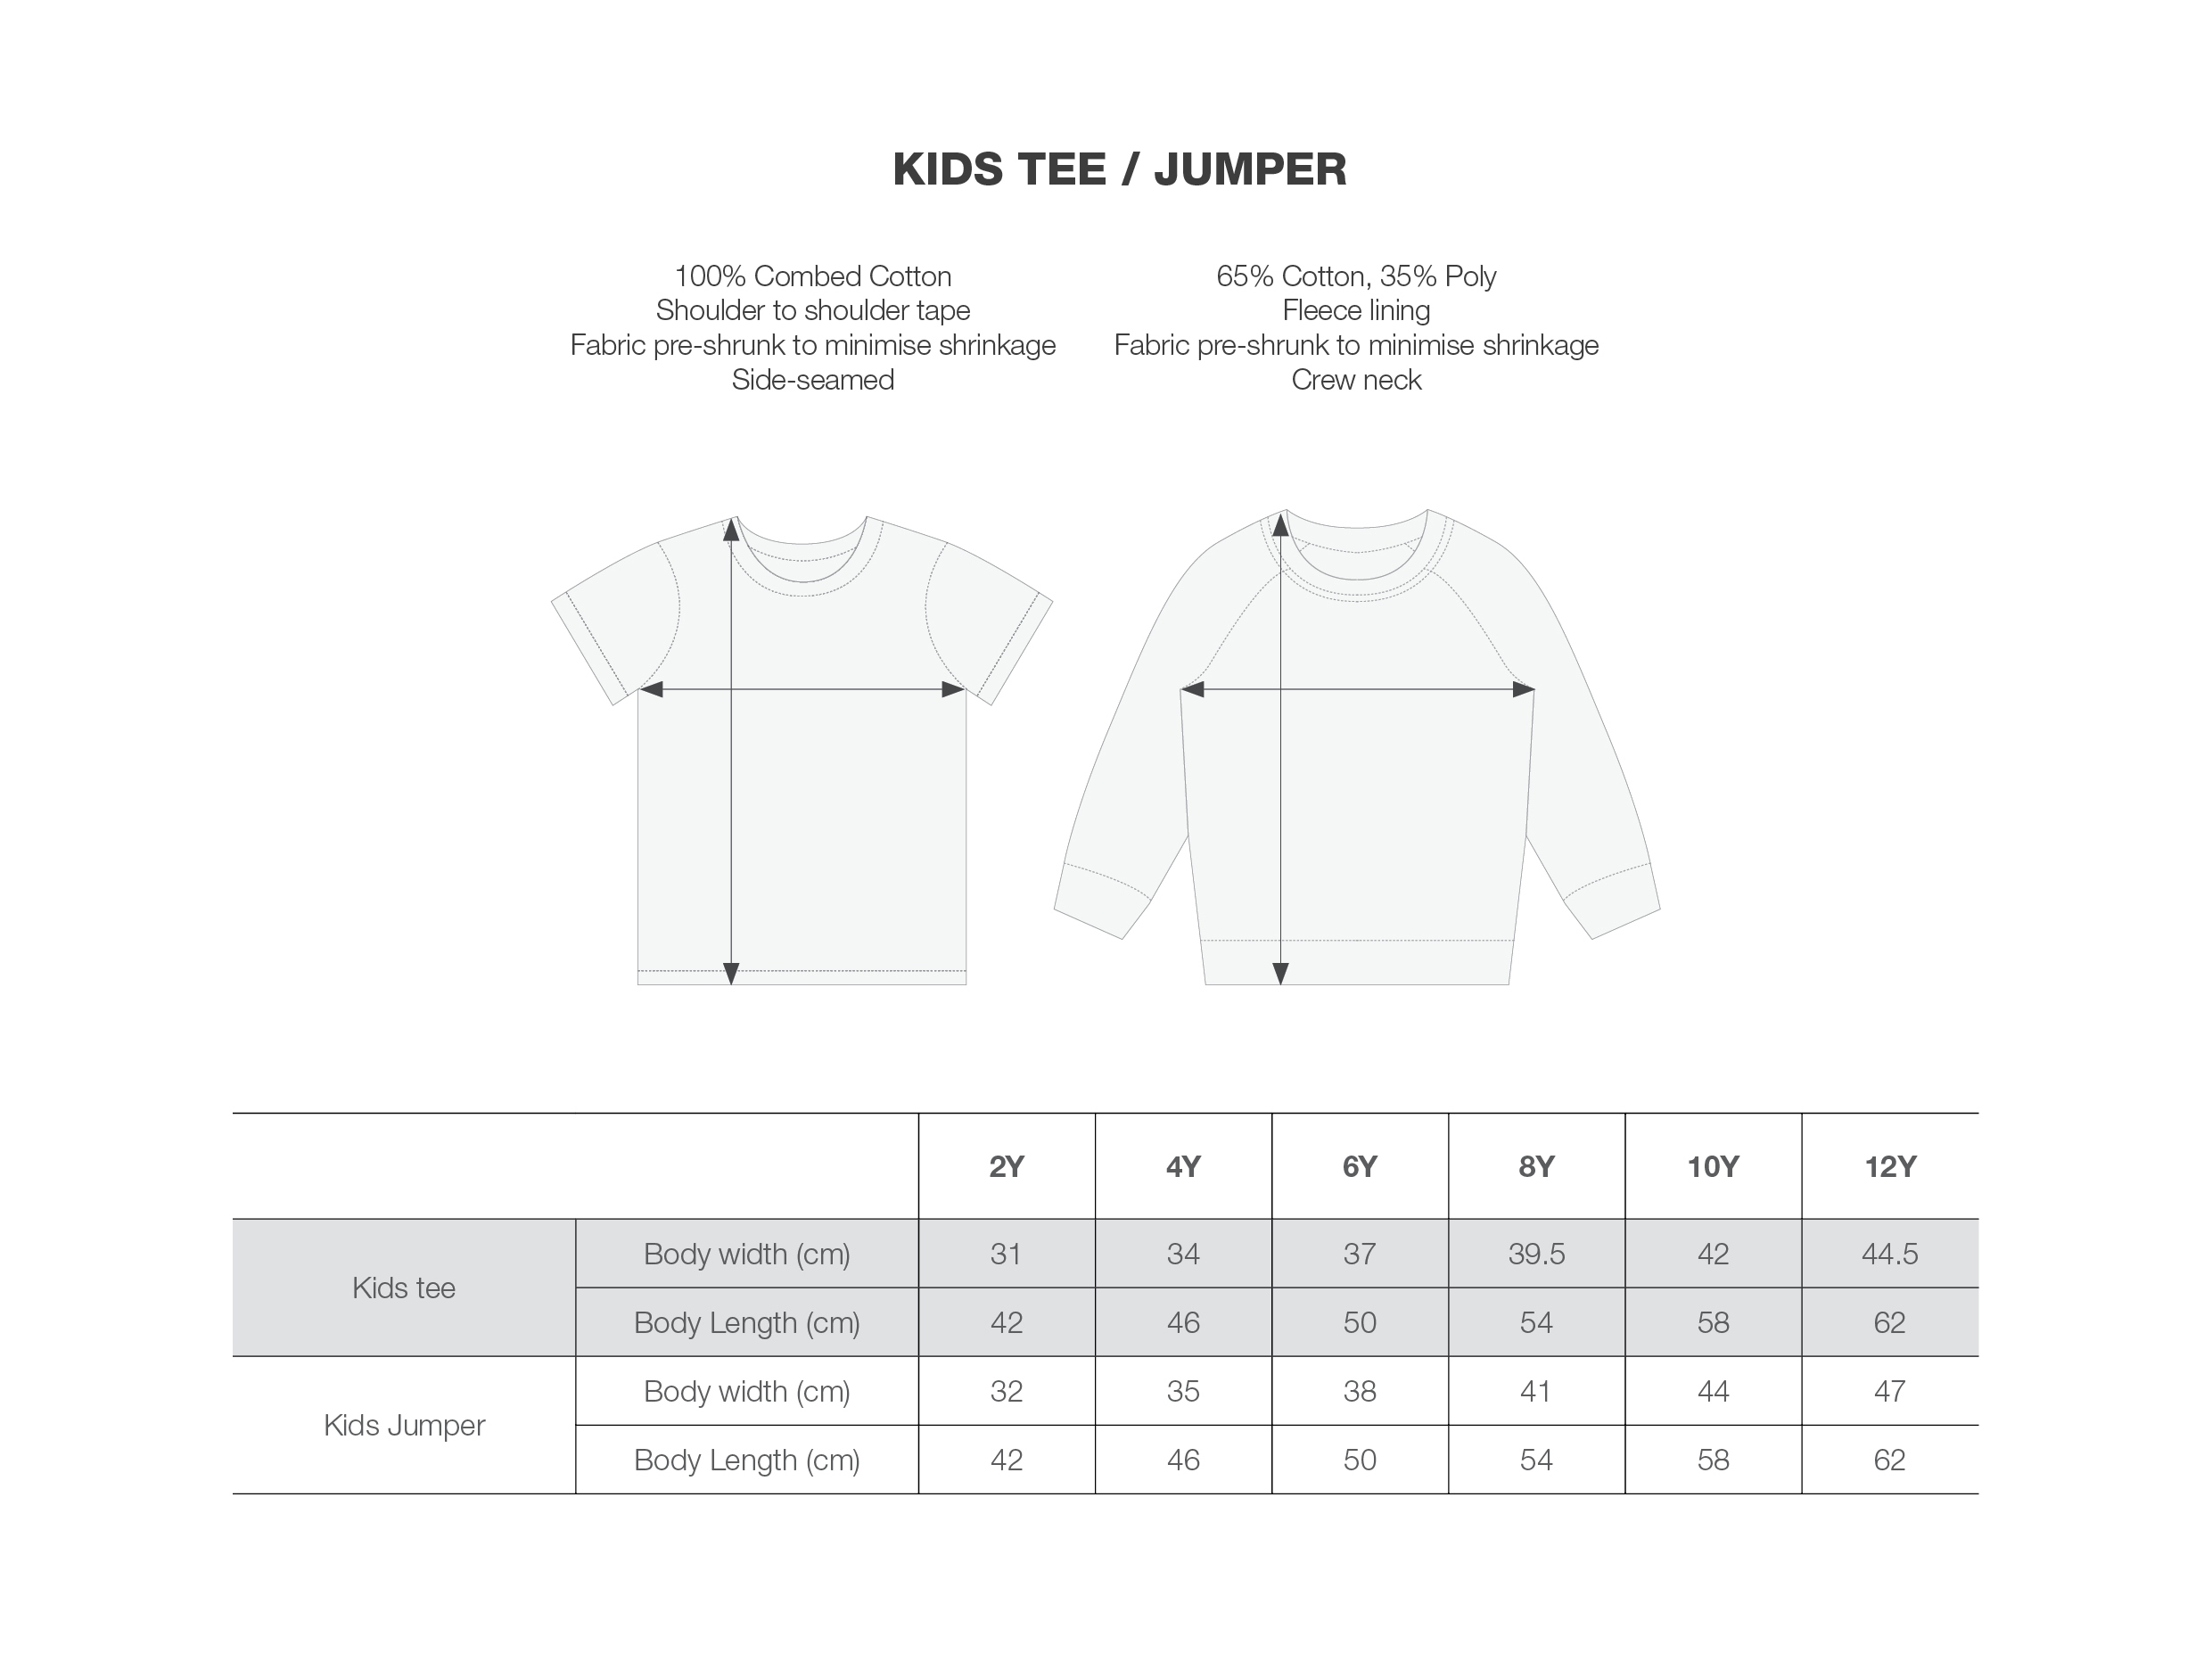 KIDS TEE / JUMPER
100% Combed Cotton
Shoulder to shoulder tape
Fabric pre-shrunk to minimise shrinkage
Side-seamed
65% Cotton, 35% Poly
Fleece lining
Fabric pre-shrunk to minimise shrinkage
Crew neck
2Y 4Y 6Y 8Y 10Y 12Y
Kids tee
Body width (cm) 31 34 37 39.5 42 44.5
Body Length (cm) 42 46 50 54 58 62
Kids Jumper
Body width (cm) 32 35 38 41 44 47
Body Length (cm) 42 46 50 54 58 62